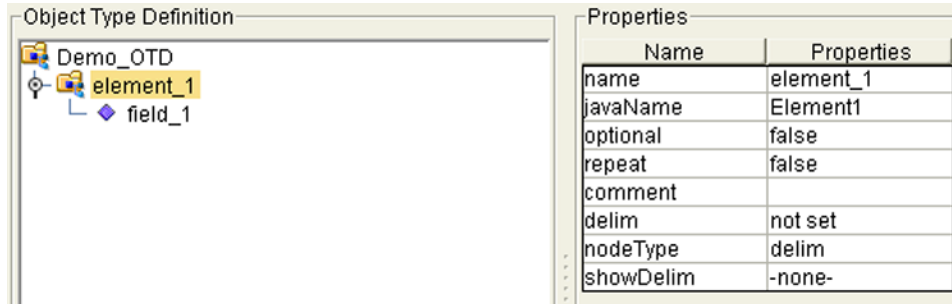 Object Type Definition
Demo_OTD
element_1
field_1
Properties
Name Properties
name element_1
javaName Element1
optional false
repeat false
comment
delim not set
nodeType delim
showDelim -none-